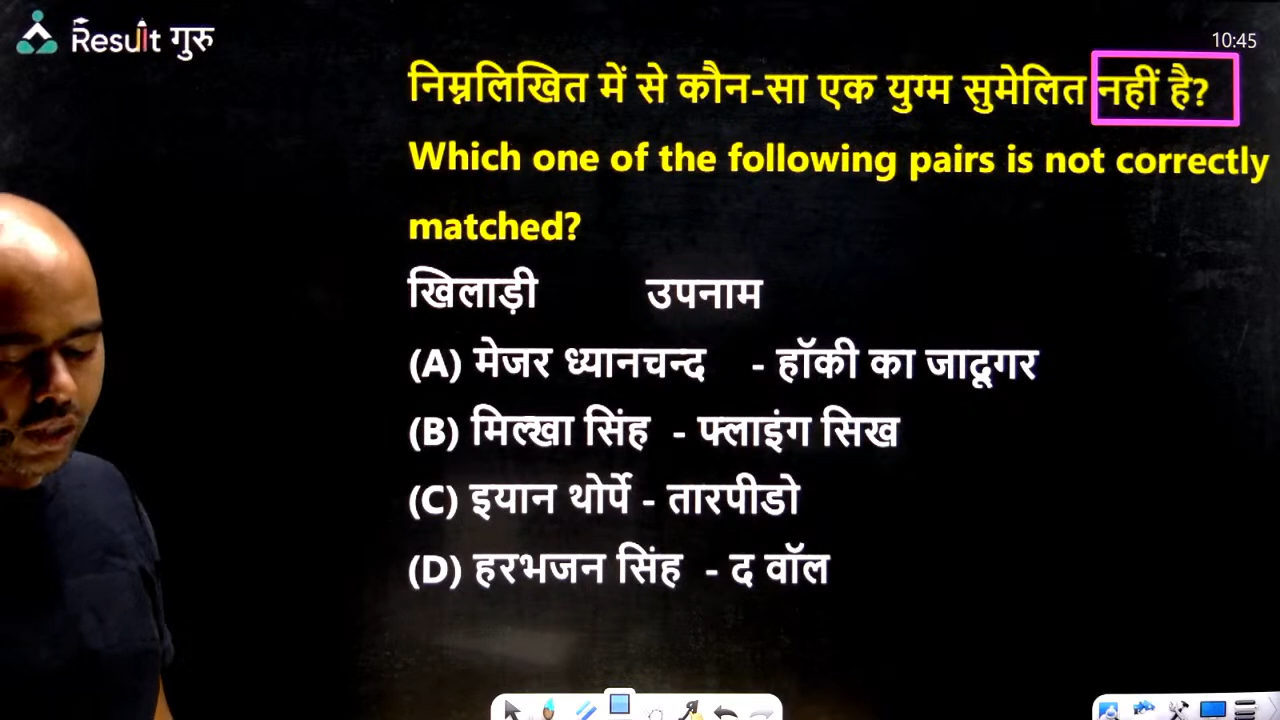 Result गुरु
10:45
निम्नलिखित में से कौन-सा एक युग्म सुमेलित नहीं है?
Which one of the following pairs is not correctly
matched?
खिलाड़ी उपनाम
(A) मेजर ध्यानचन्द - हॉकी का जादूगर
(B) मिल्खा सिंह - फ्लाइंग सिख
(C) इयान थोर्पे - तारपीडो
(D) हरभजन सिंह - द वॉल